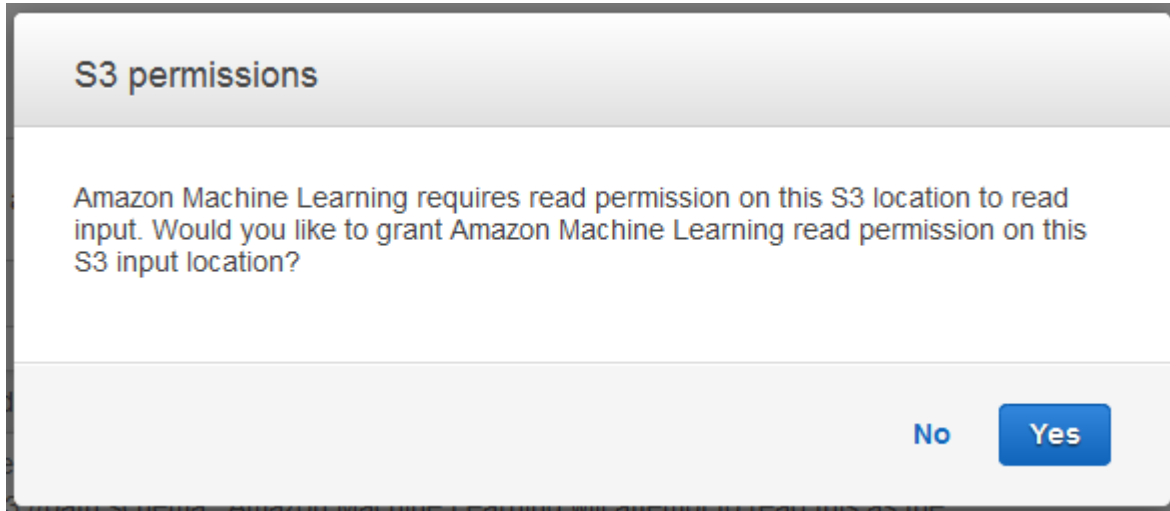 S3 permissions
Amazon Machine Learning requires read permission on this S3 location to read
input. Would you like to grant Amazon Machine Learning read permission on this
S3 input location?
No
Yes